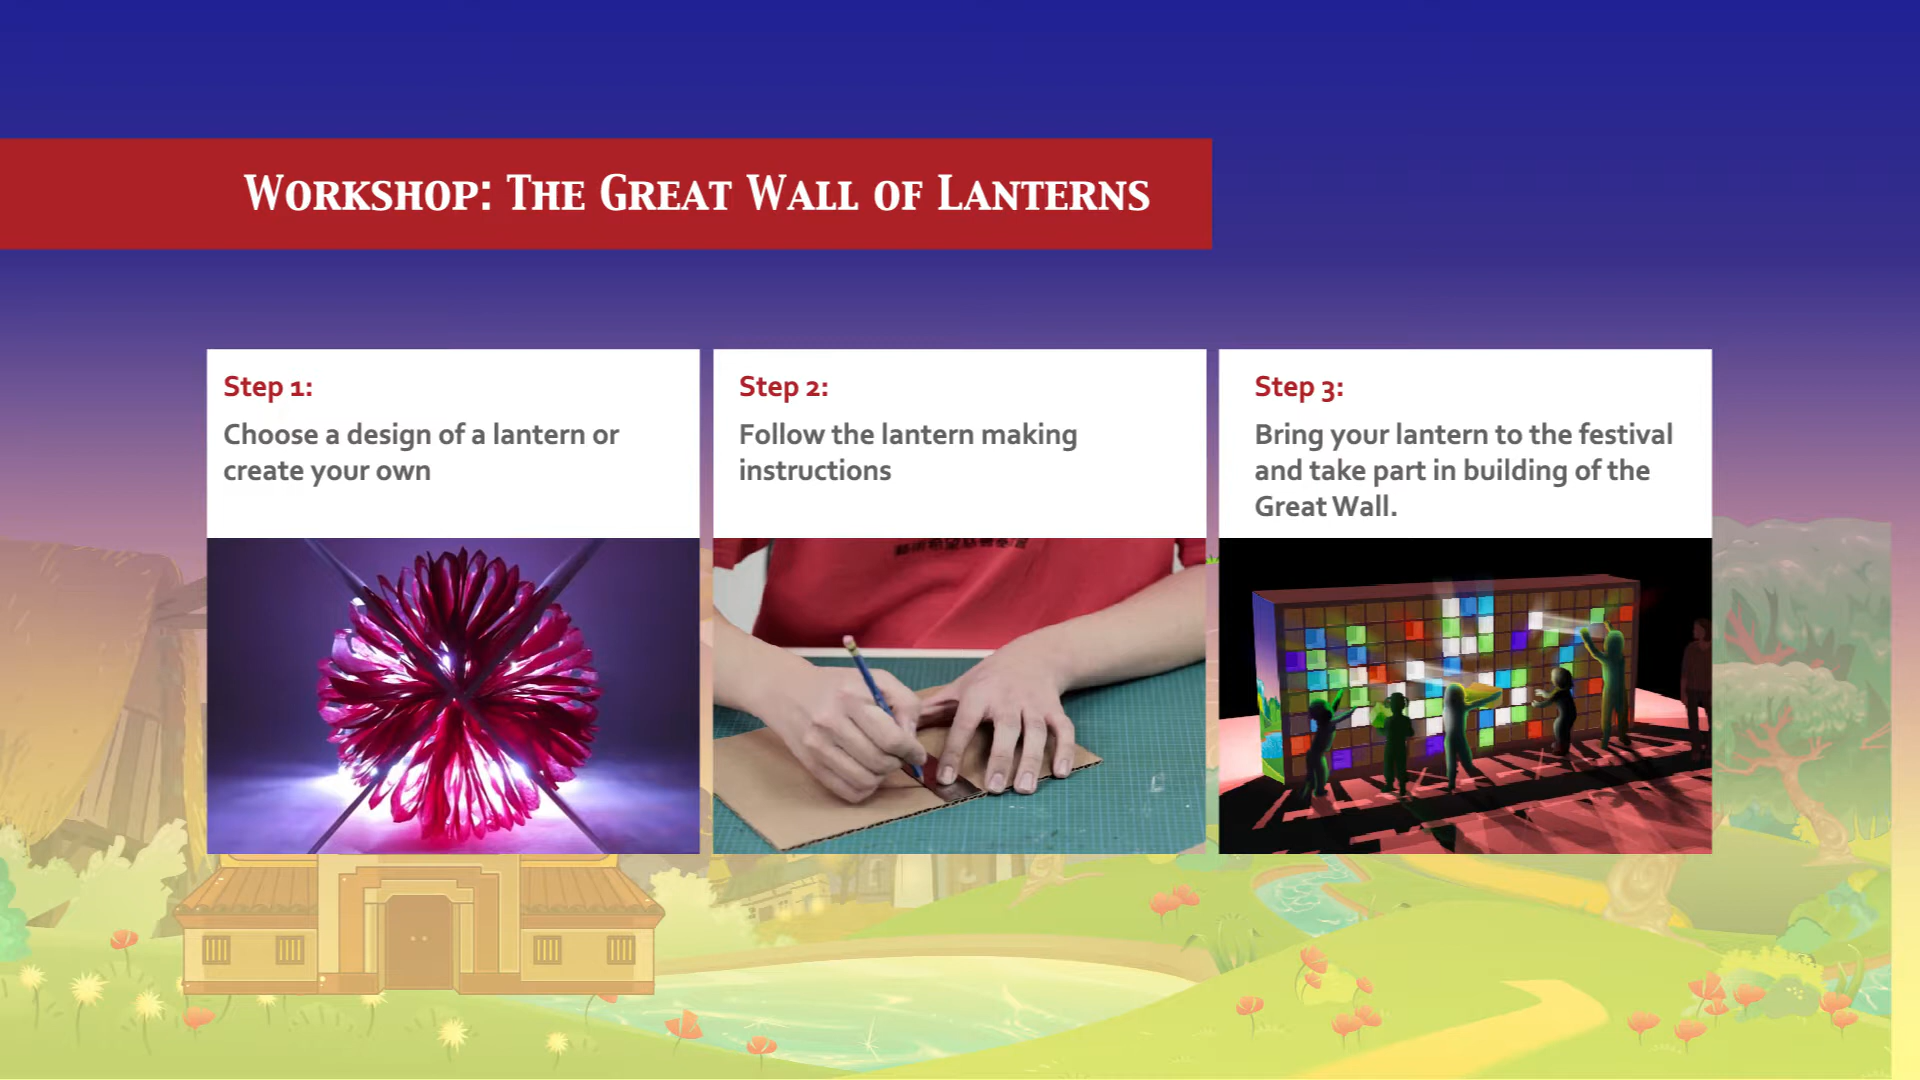 Workshop: The Great Wall of Lanterns
Step 1:
Choose a design of a lantern or
create your own
Step 2:
Follow the lantern making
instructions
Step 3:
Bring your lantern to the festival
and take part in building of the
Great Wall.